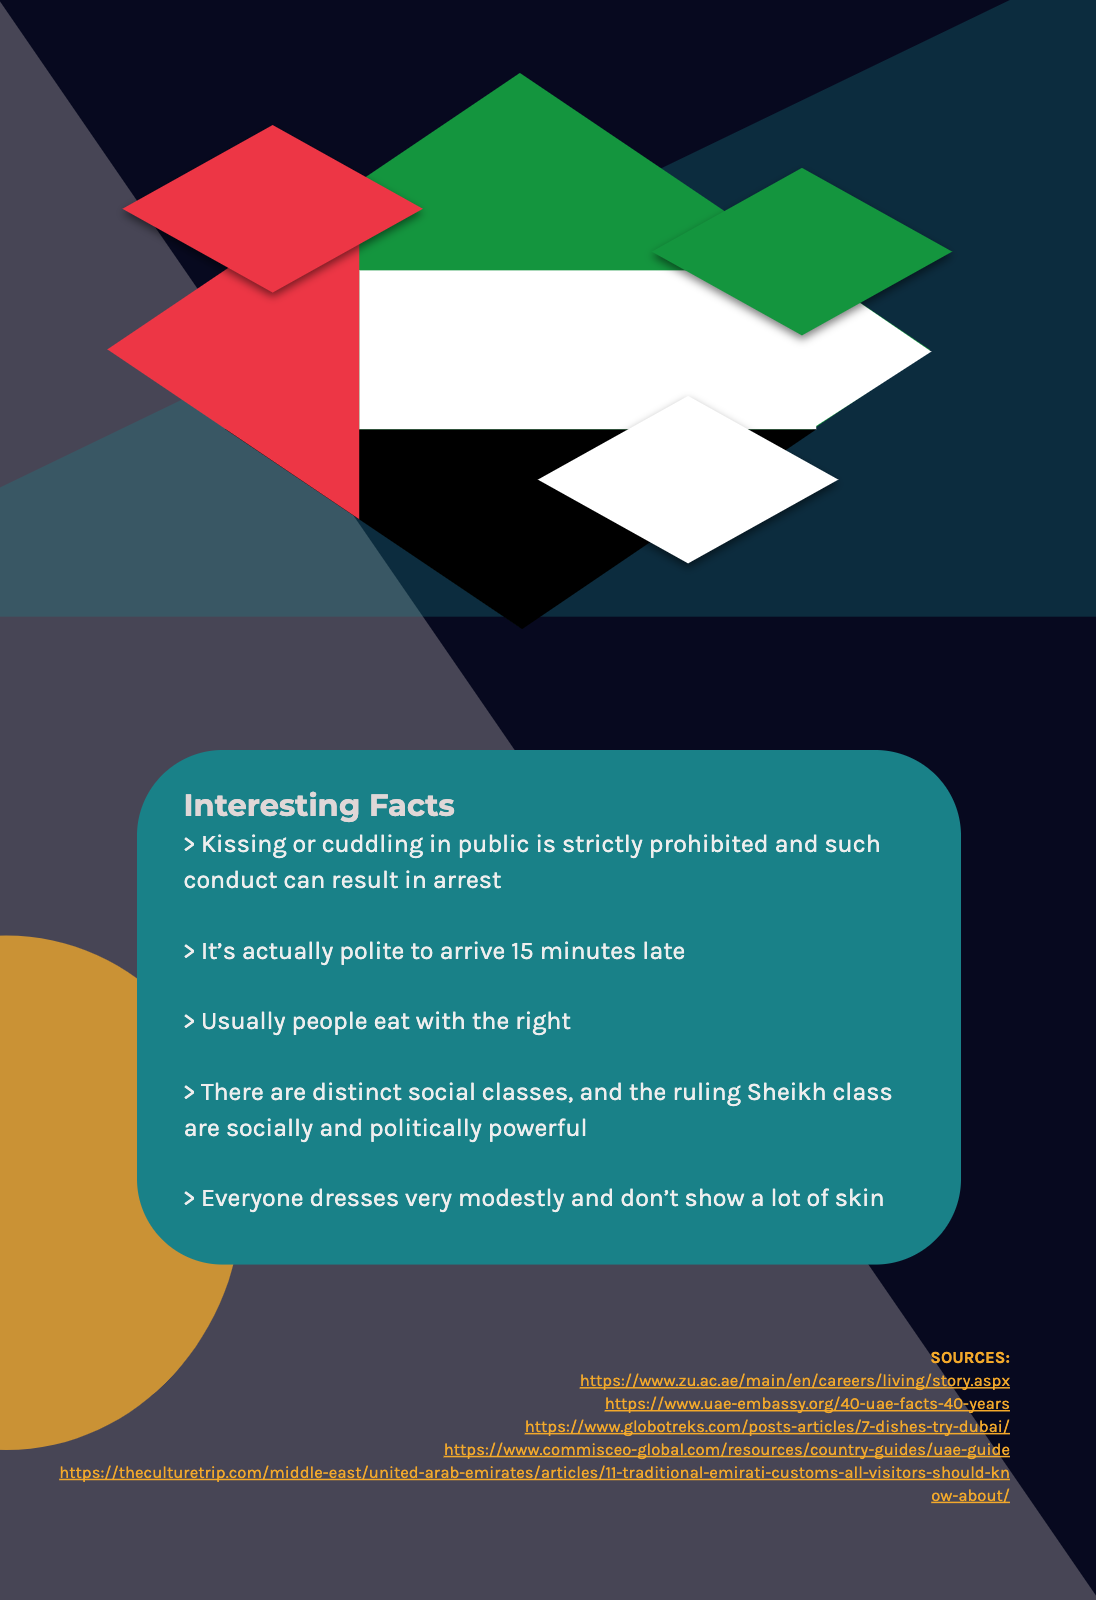 Interesting Facts
> Kissing or cuddling in public is strictly prohibited and such
conduct can result in arrest
> It’s actually polite to arrive 15 minutes late
> Usually people eat with the right
> There are distinct social classes, and the ruling Sheikh class
are socially and politically powerful
> Everyone dresses very modestly and don’t show a lot of skin
SOURCES:
https://www.zu.ac.ae/main/en/careers/living/story.aspx
https://www.uae-embassy.org/40-uae-facts-40-years
https://www.globotreks.com/posts-articles/7-dishes-try-dubai/
https://www.commisceo-global.com/resources/country-guides/uae-guide
https://theculturetrip.com/middle-east/united-arab-emirates/articles/11-traditional-emirati-customs-all-visitors-should-kn
ow-about/